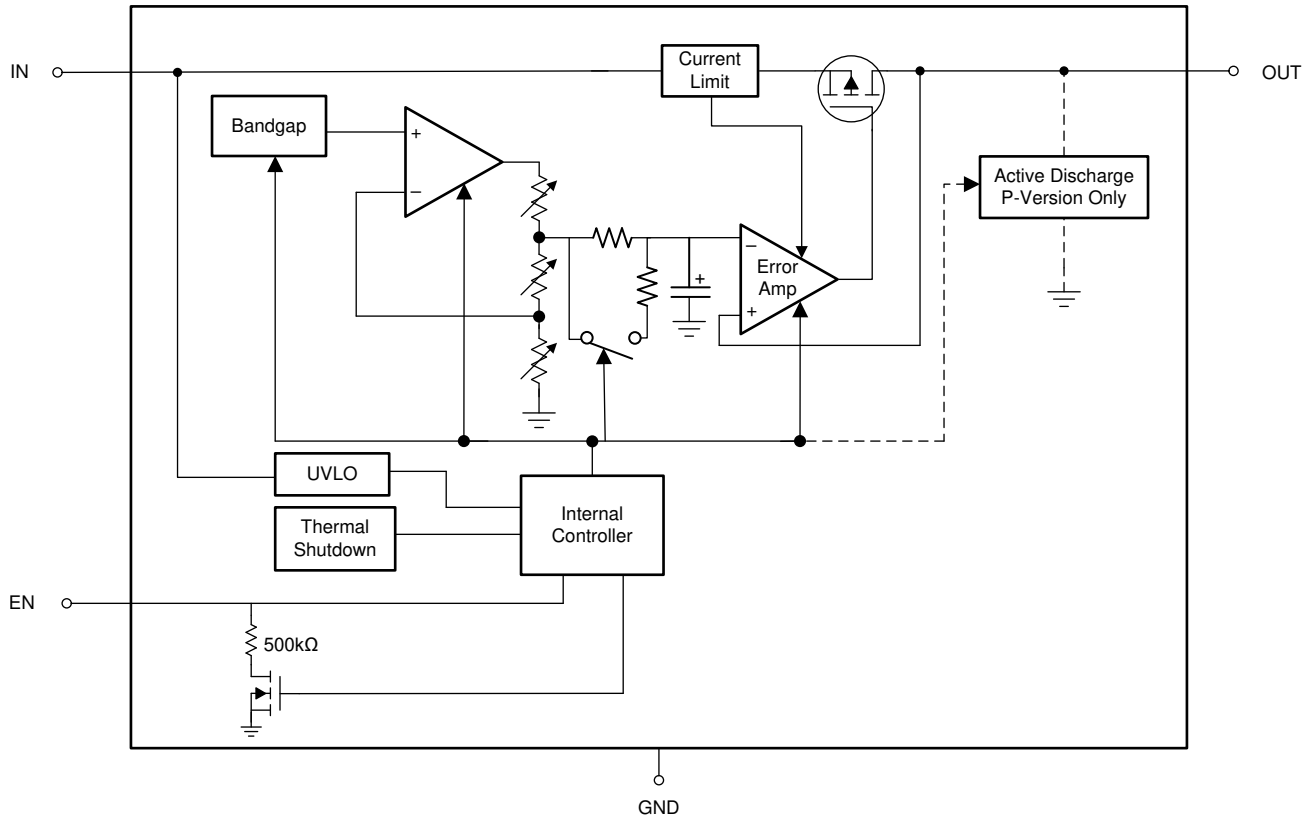 IN
Current
Limit
OUT
Bandgap
+
−
Active Discharge
P-Version Only
+
−
Error
Amp
+
UVLO
Internal
Controller
Thermal
Shutdown
EN
500kΩ
GND